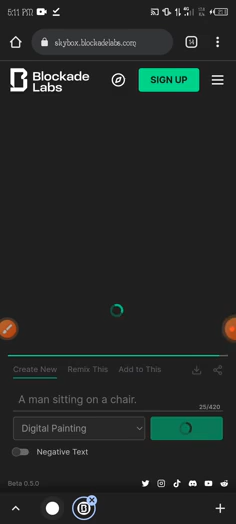 5:11 PM
skybox.blockadelabs.com
14
Blockade
Labs
SIGN UP
Create New
Remix This
Add to This
A man sitting on a chair.
25/420
Digital Painting
Negative Text
Beta 0.5.0